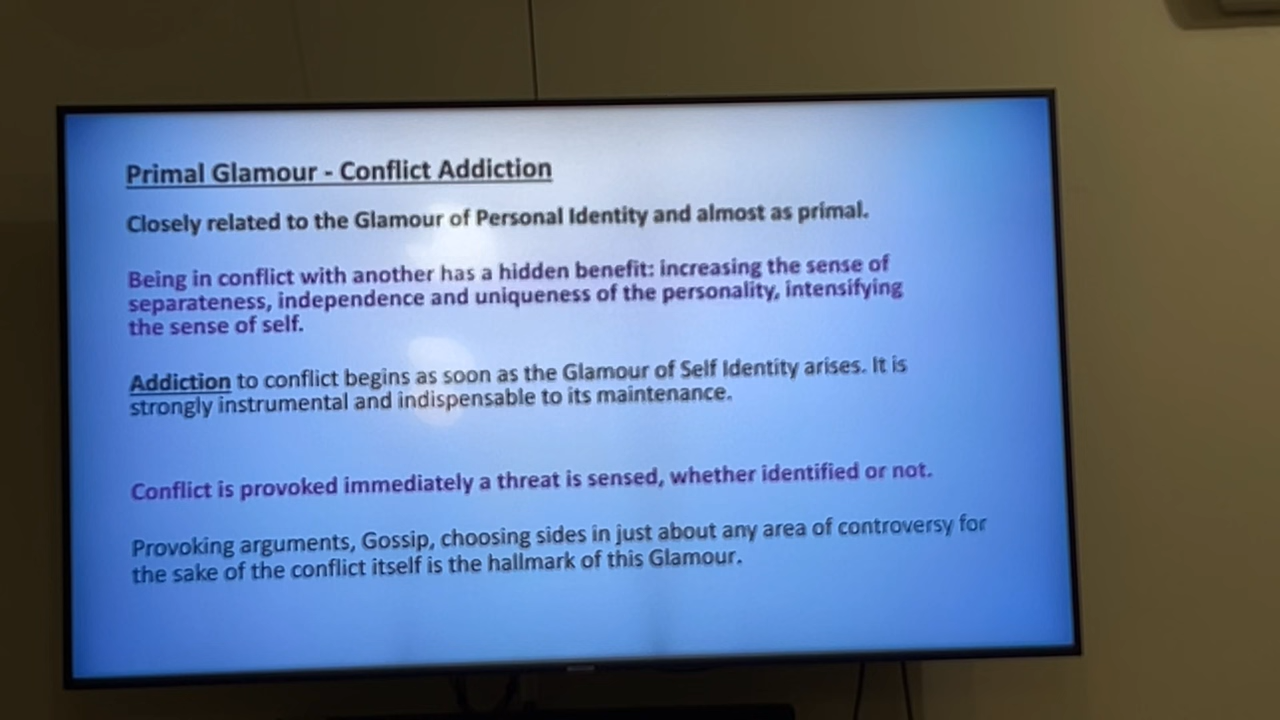 Primal Glamour - Conflict Addiction
Closely related to the Glamour of Personal Identity and almost as primal.
Being in conflict with another has a hidden benefit: increasing the sense of
separateness, independence and uniqueness of the personality, intensifying
the sense of self.
Addiction to conflict begins as soon as the Glamour of Self Identity arises. It is
strongly instrumental and indispensable to its maintenance.
Conflict is provoked immediately a threat is sensed, whether identified or not.
Provoking arguments, Gossip, choosing sides in just about any area of controversy for
the sake of the conflict itself is the hallmark of this Glamour.